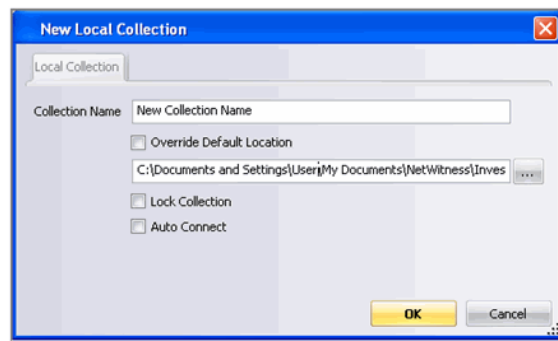 New Local Collection
Local Collection
Collection Name New Collection Name
Override Default Location
C:\Documents and Settings\User\My Documents\NetWitness\Inves ...
Lock Collection
Auto Connect
OK Cancel